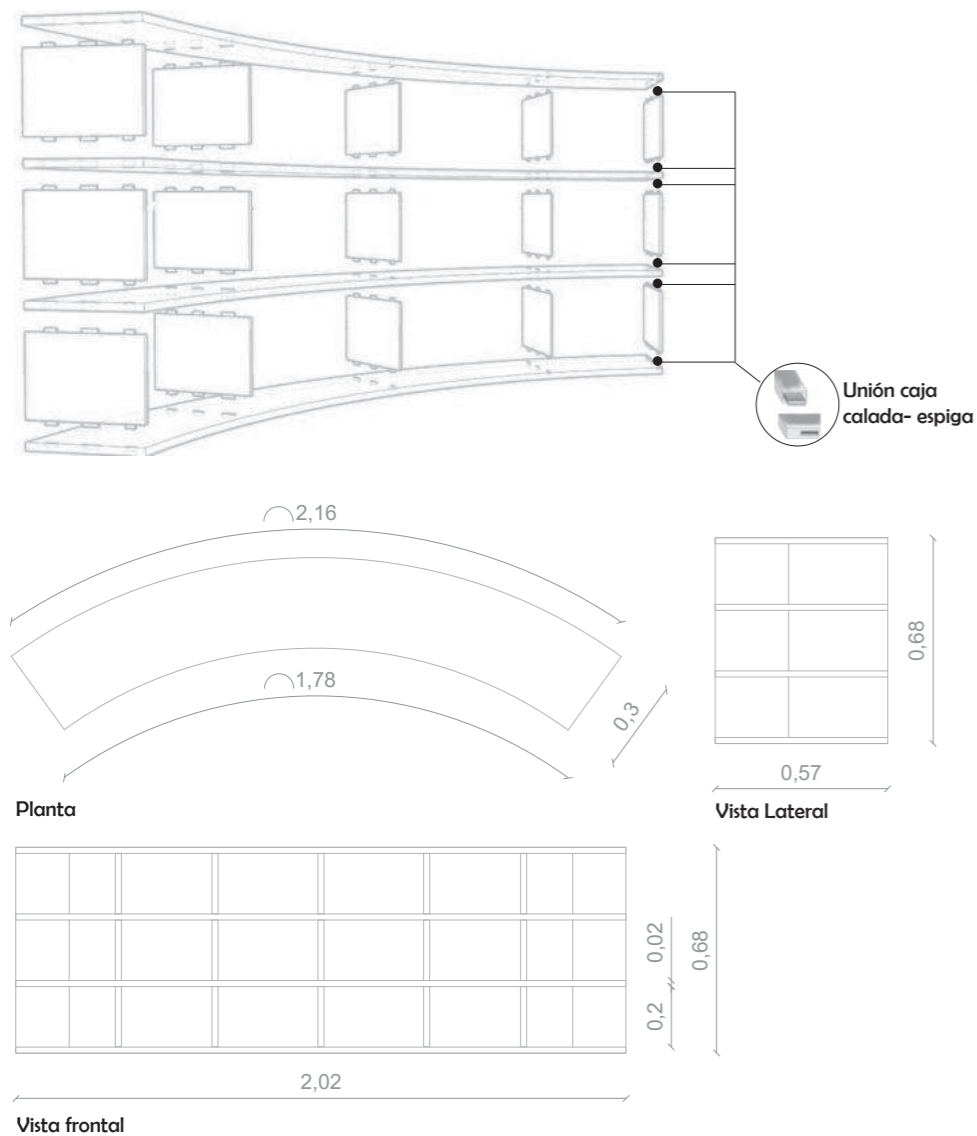 Unión caja
calada- espiga
2,16
1,78
0,3
Planta
0,68
0,57
Vista Lateral
0,02
0,2
0,68
2,02
Vista frontal